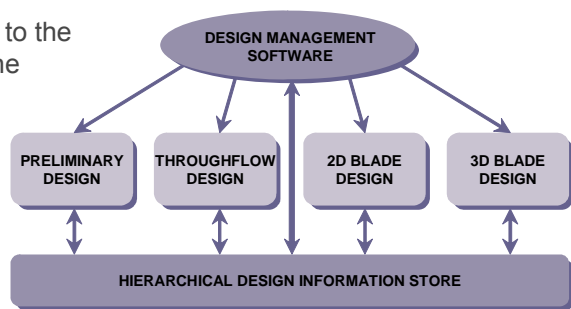 to the
ne
DESIGN MANAGEMENT
SOFTWARE
PRELIMINARY
DESIGN
THROUGHFLOW
DESIGN
2D BLADE
DESIGN
3D BLADE
DESIGN
HIERARCHICAL DESIGN INFORMATION STORE